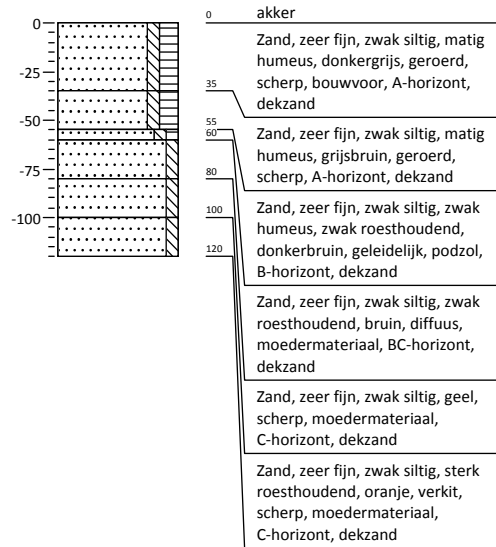 0
-25
-50
-75
-100
0 akker
Zand, zeer fijn, zwak siltig, matig
humeus, donkergrijs, geroerd,
scherp, bouwvoor, A-horizont,
dekzand
35
Zand, zeer fijn, zwak siltig, matig
humeus, grijsbruin, geroerd,
scherp, A-horizont, dekzand
55
Zand, zeer fijn, zwak siltig, zwak
humeus, zwak roesthoudend,
donkerbruin, geleidelijk, podzol,
B-horizont, dekzand
60
Zand, zeer fijn, zwak siltig, zwak
roesthoudend, bruin, diffuus,
moedermateriaal, BC-horizont,
dekzand
80
Zand, zeer fijn, zwak siltig, geel,
scherp, moedermateriaal,
C-horizont, dekzand
100
Zand, zeer fijn, zwak siltig, sterk
roesthoudend, oranje, verkit,
scherp, moedermateriaal,
C-horizont, dekzand
120